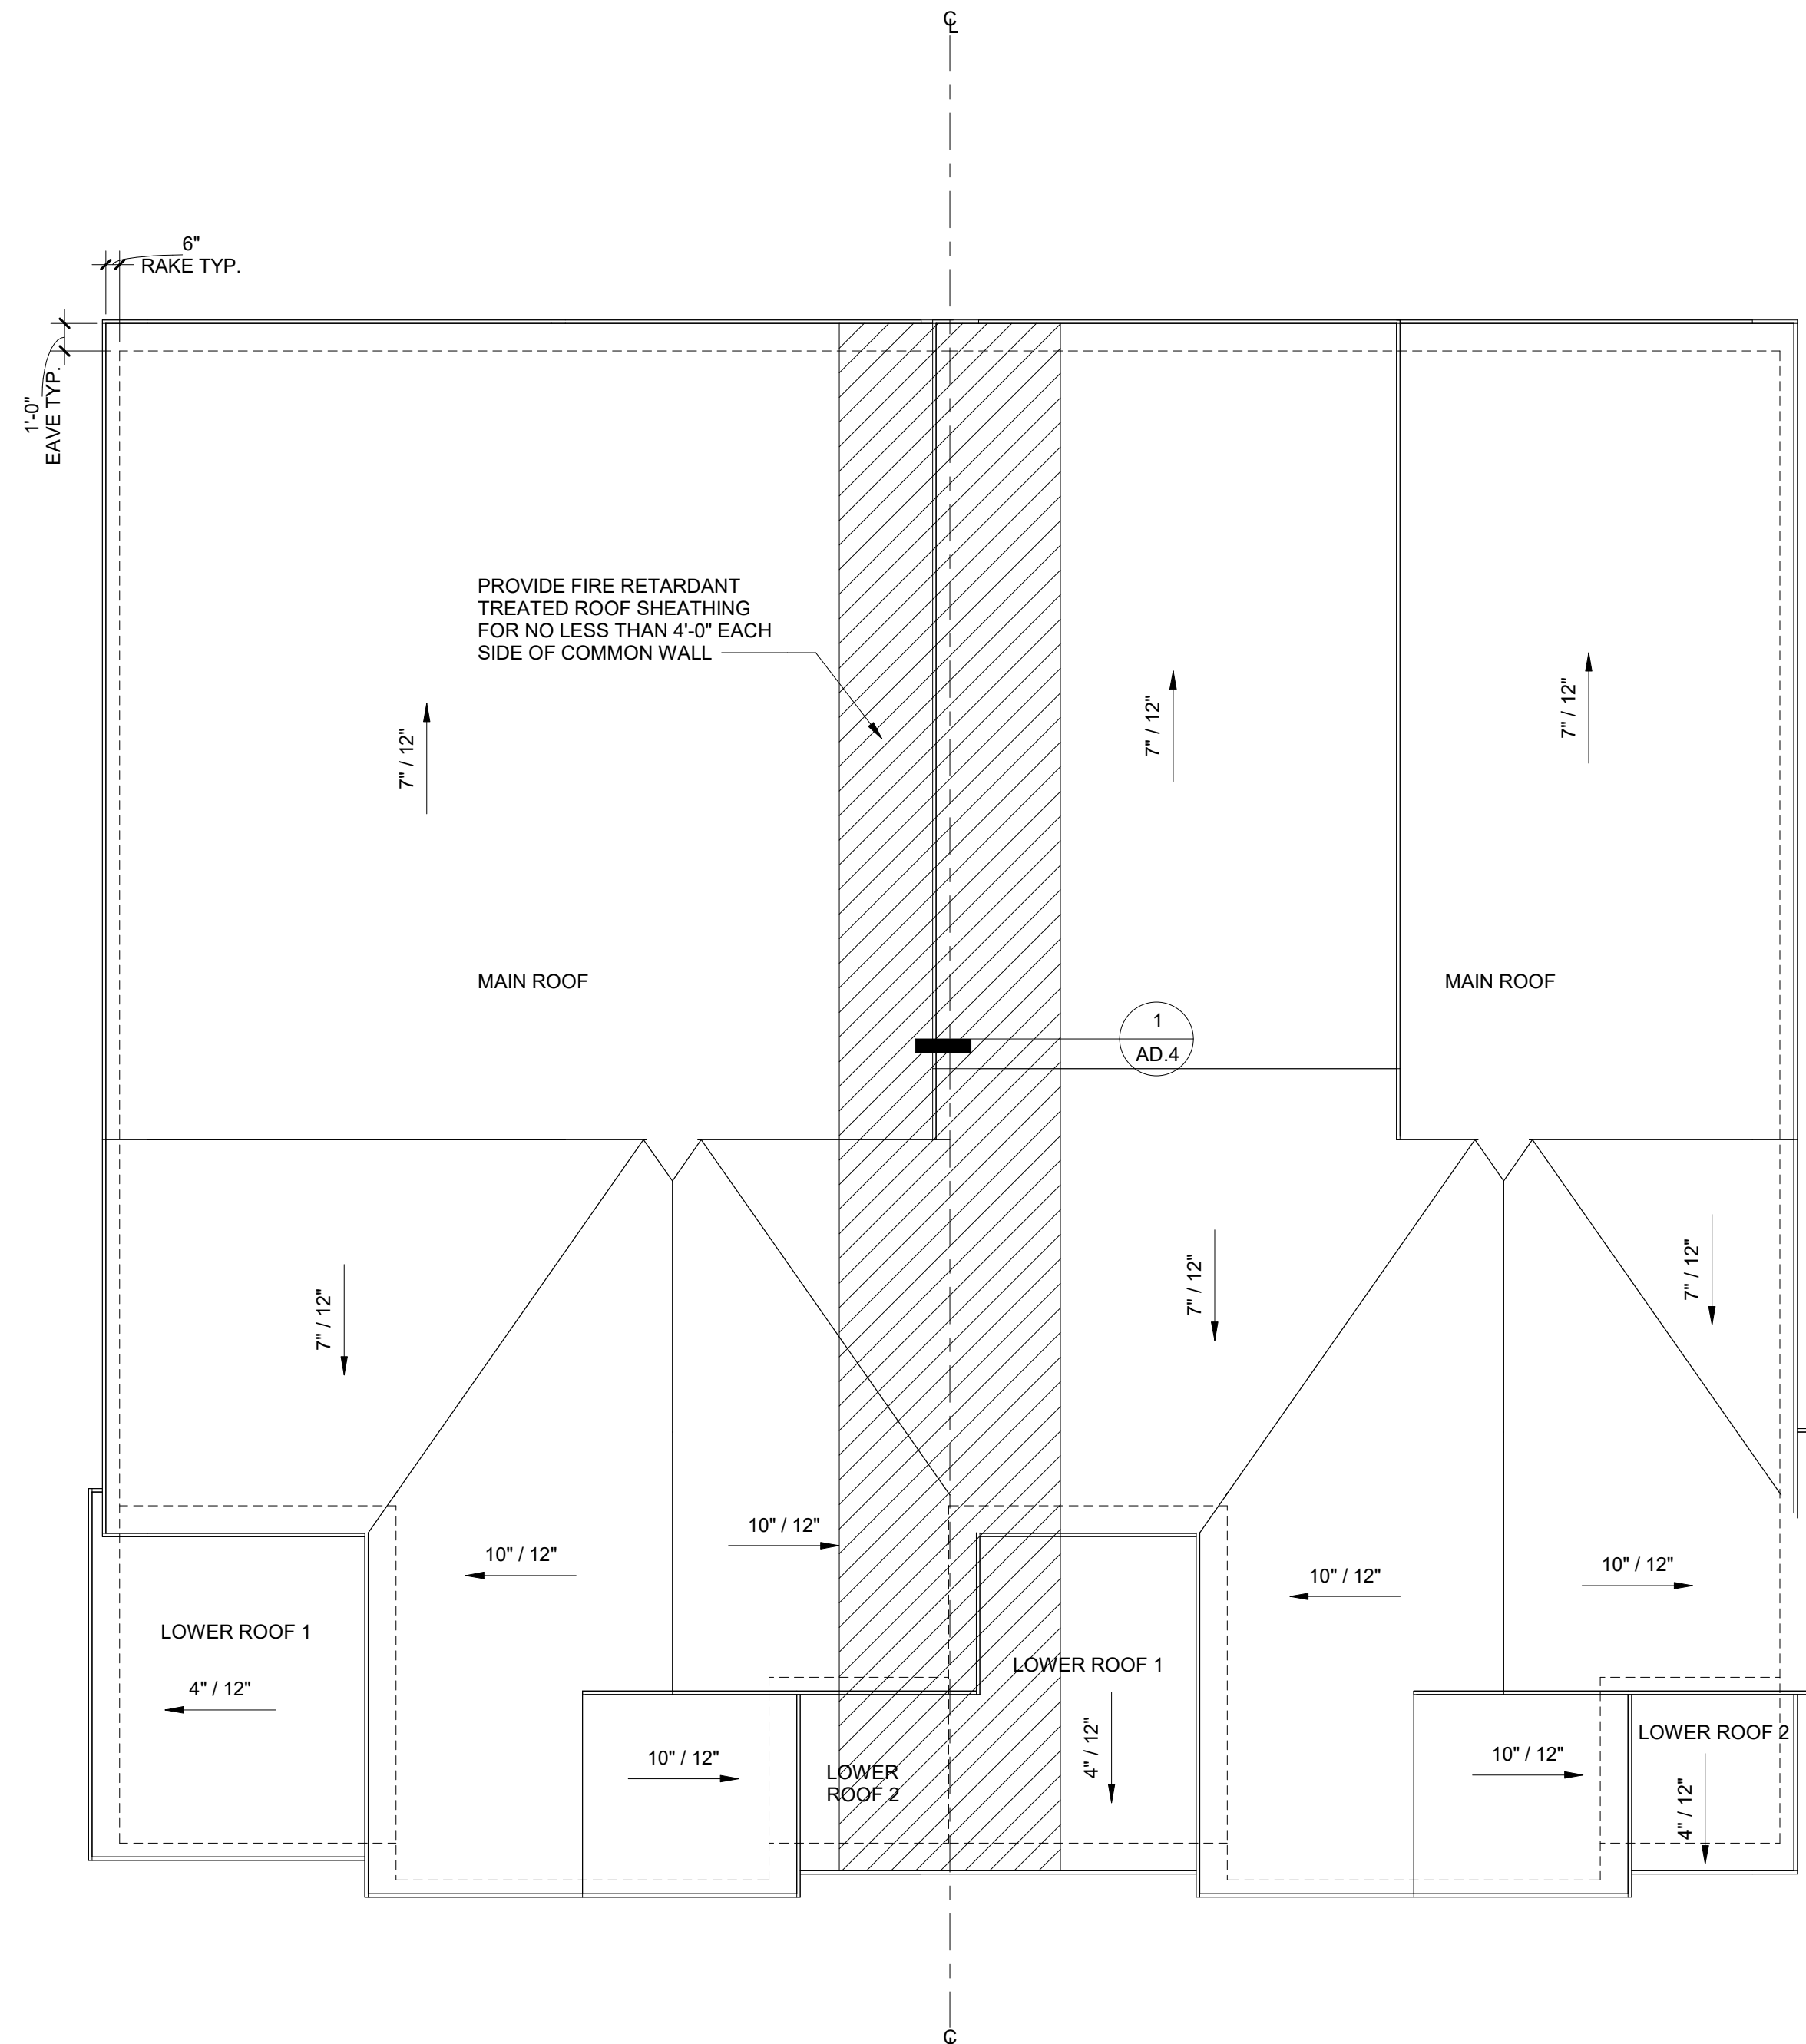 ℄
6"
RAKE TYP.
1'-0"
EAVE TYP.
PROVIDE FIRE RETARDANT
TREATED ROOF SHEATHING
FOR NO LESS THAN 4'-0" EACH
SIDE OF COMMON WALL
7" / 12"
7" / 12"
7" / 12"
MAIN ROOF
MAIN ROOF
1
AD.4
7" / 12"
7" / 12"
7" / 12"
10" / 12"
10" / 12"
10" / 12"
10" / 12"
LOWER ROOF 1
4" / 12"
LOWER ROOF 1
4" / 12"
10" / 12"
LOWER
ROOF 2
10" / 12"
LOWER ROOF 2
4" / 12"
℄